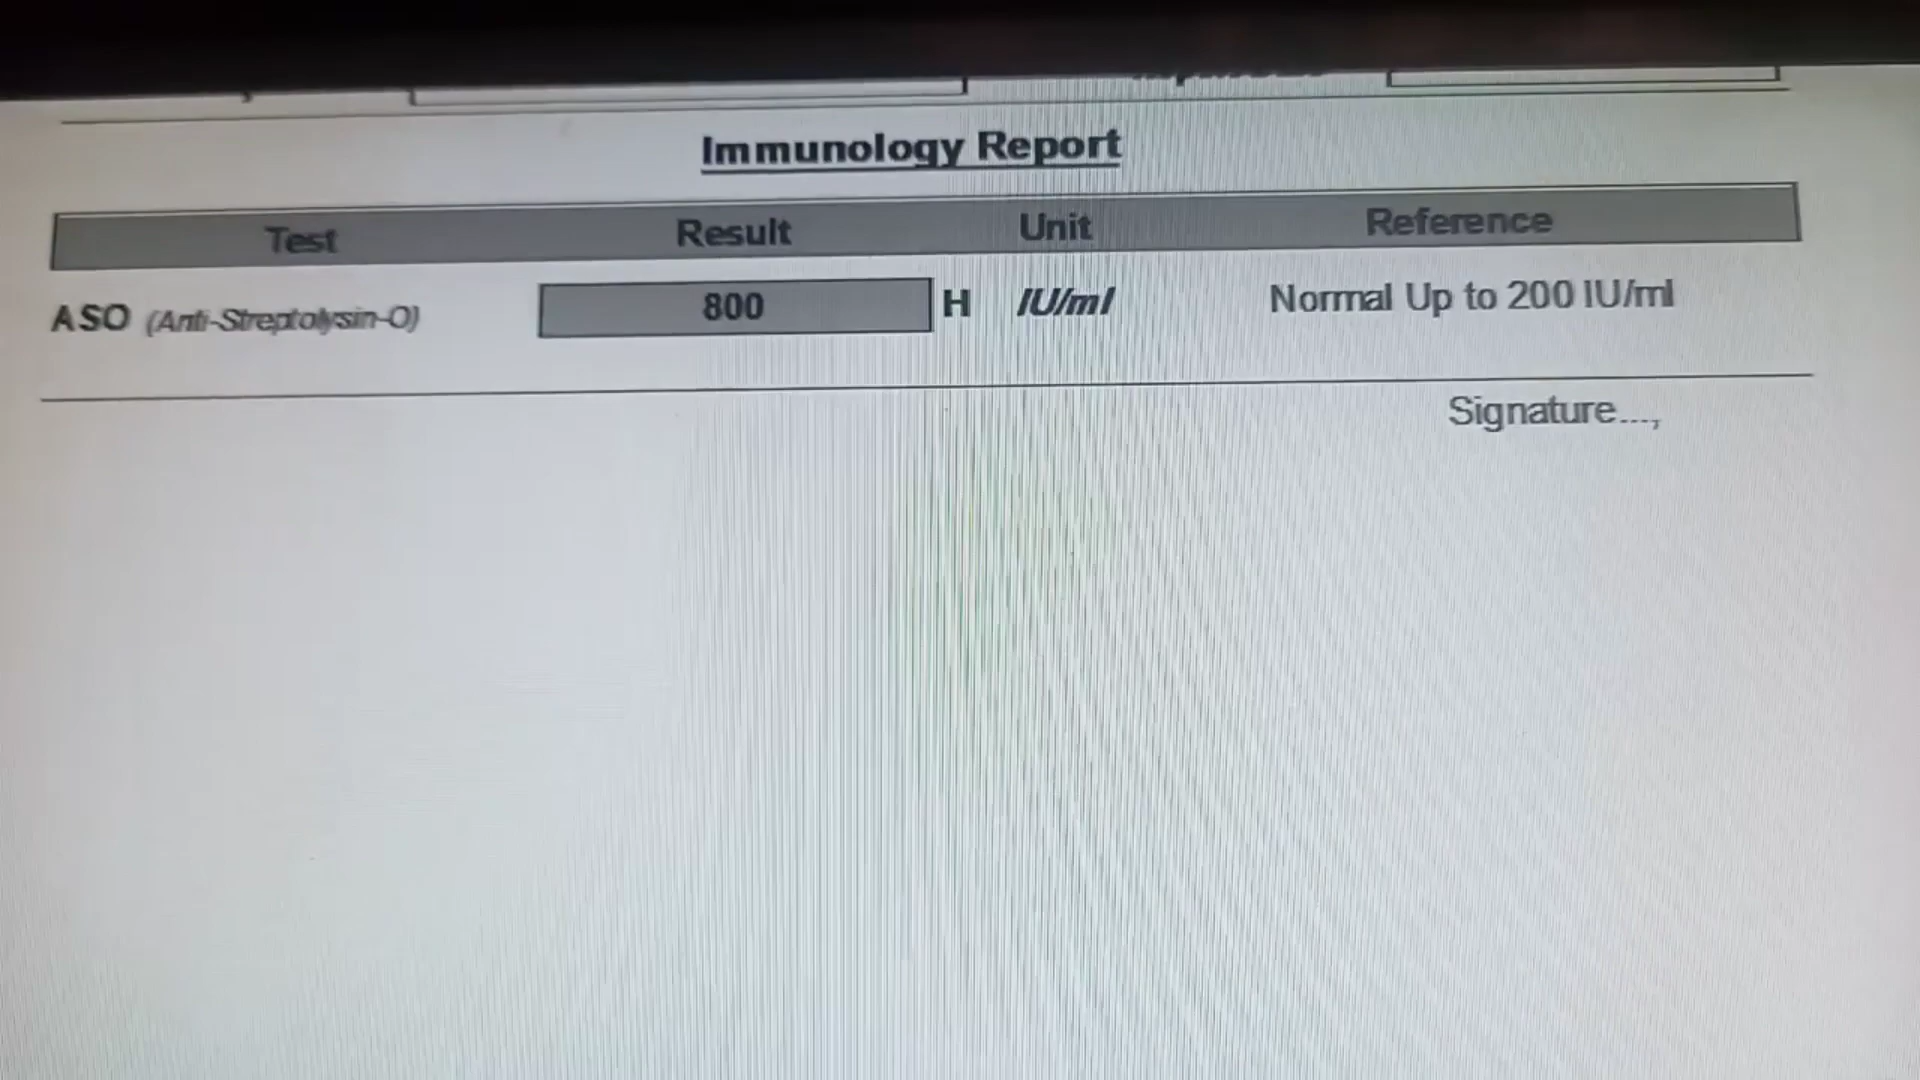 Immunology Report
Test Result Unit Reference
ASO (Anti-Streptolysin-O) 800 H IU/ml Normal Up to 200 IU/ml
Signature...,